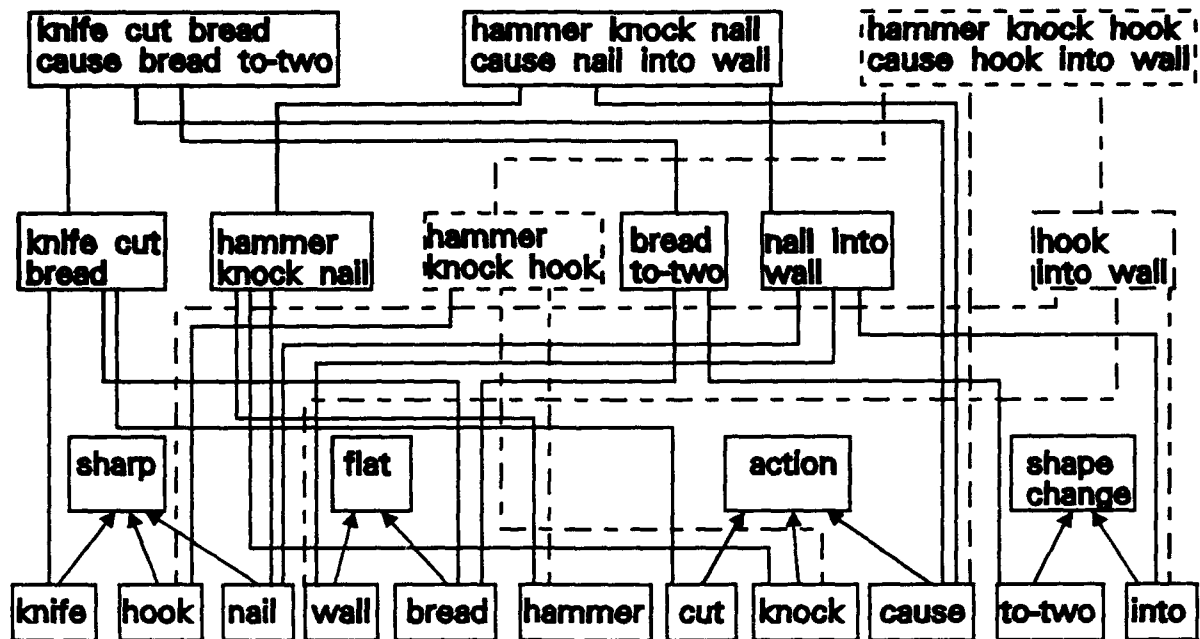 knife cut bread
cause bread to-two
hammer knock nail
cause nail into wall
hammer knock hook
cause hook into wall
knife cut
bread
hammer
knock nail
hammer
knock hook
bread
to-two
nail into
wall
hook
into wall
sharp
flat
action
shape
change
knife
hook
nail
wall
bread
hammer
cut
knock
cause
to-two
into